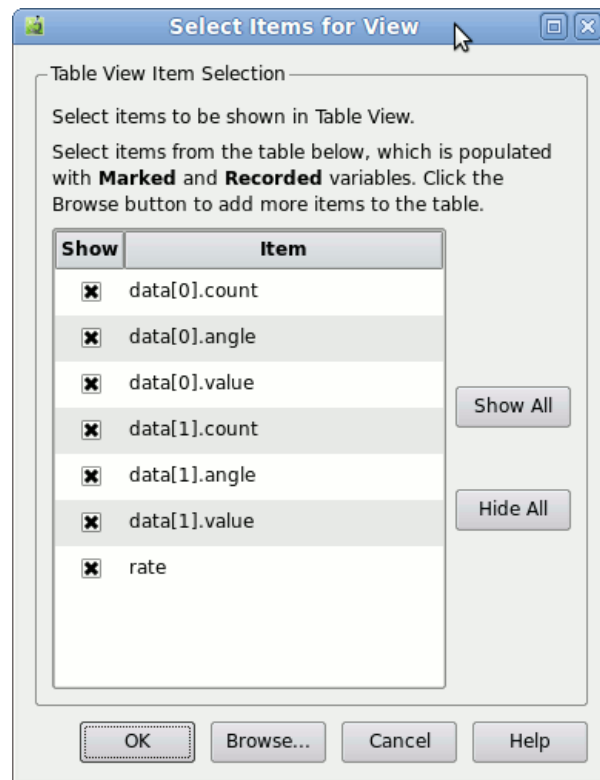 Select Items for View
Table View Item Selection
Select items to be shown in Table View.
Select items from the table below, which is populated
with Marked and Recorded variables. Click the
Browse button to add more items to the table.
Show Item
data[0].count
data[0].angle
data[0].value
Show All
data[1].count
data[1].angle
Hide All
data[1].value
rate
OK Browse... Cancel Help